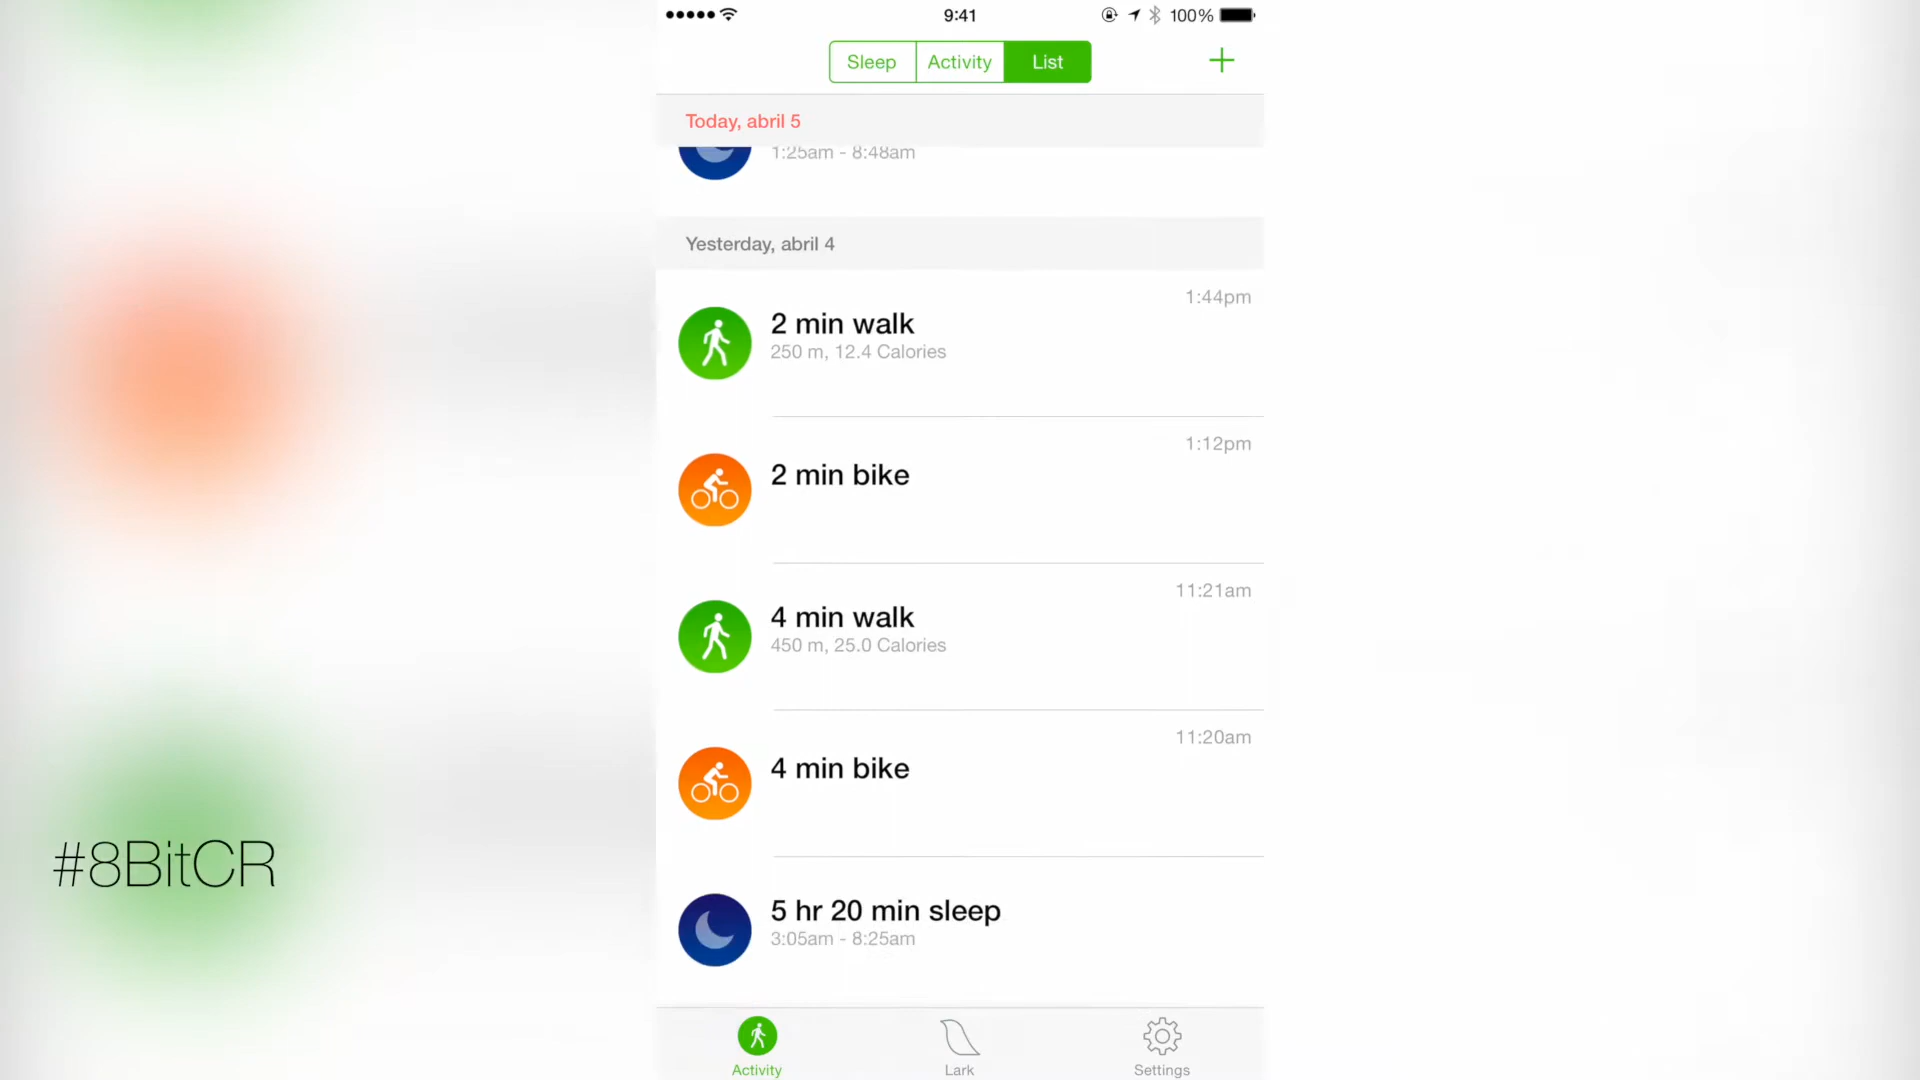 9:41
100%
Sleep
Activity
List
Today, abril 5
1:25am - 8:48am
Yesterday, abril 4
1:44pm
2 min walk
250 m, 12.4 Calories
1:12pm
2 min bike
11:21am
4 min walk
450 m, 25.0 Calories
11:20am
4 min bike
#8BitCR
5 hr 20 min sleep
3:05am - 8:25am
Activity
Lark
Settings